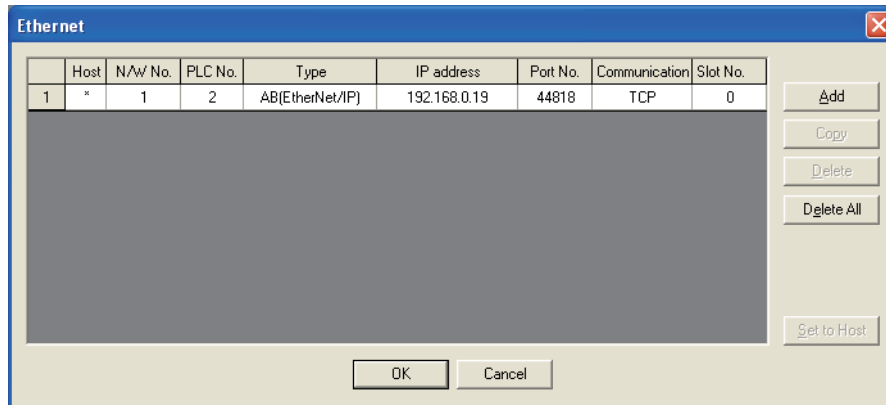 Ethernet
Host N/W No. PLC No. Type IP address Port No. Communication Slot No.
1 * 1 2 AB(EtherNet/IP) 192.168.0.19 44818 TCP 0
Add
Copy
Delete
Delete All
Set to Host
OK Cancel